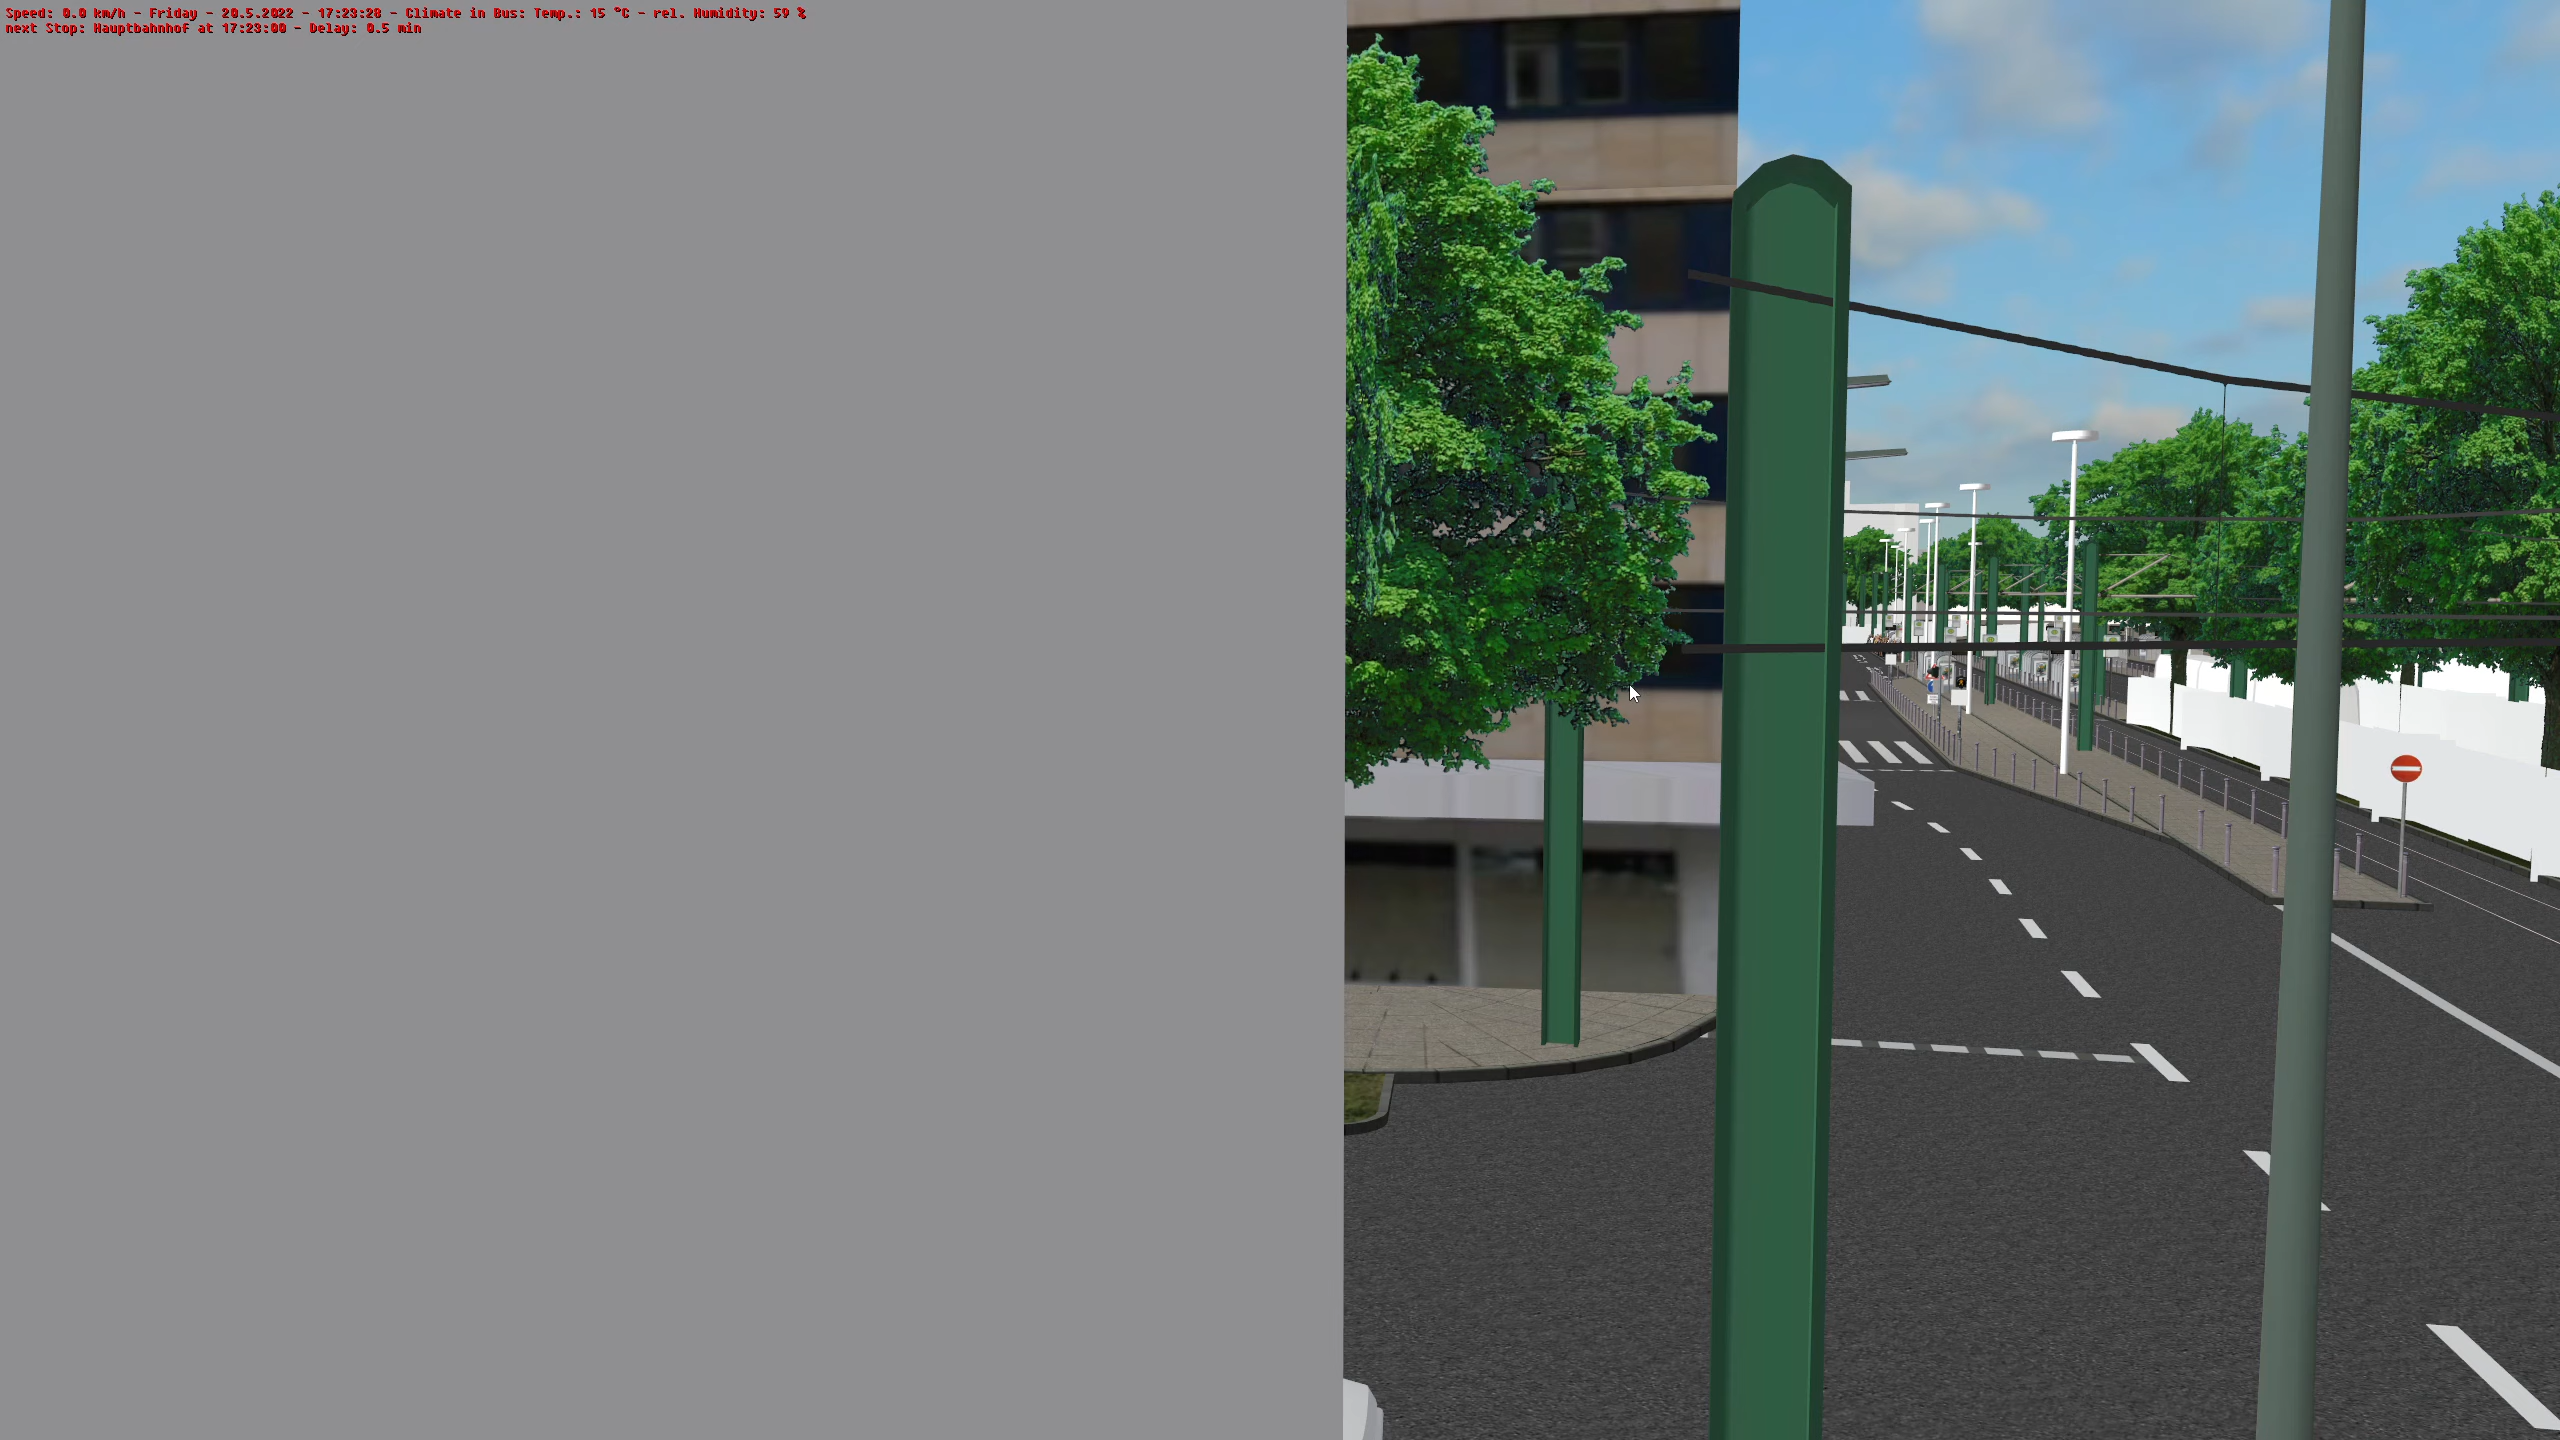 Speed: 0.0 km/h - Friday - 20.5.2022 - 17:23:28 - Climate in Bus: Temp.: 15 °C - rel. Humidity: 59 %
next Stop: Hauptbahnhof at 17:23:00 - Delay: 0.5 min